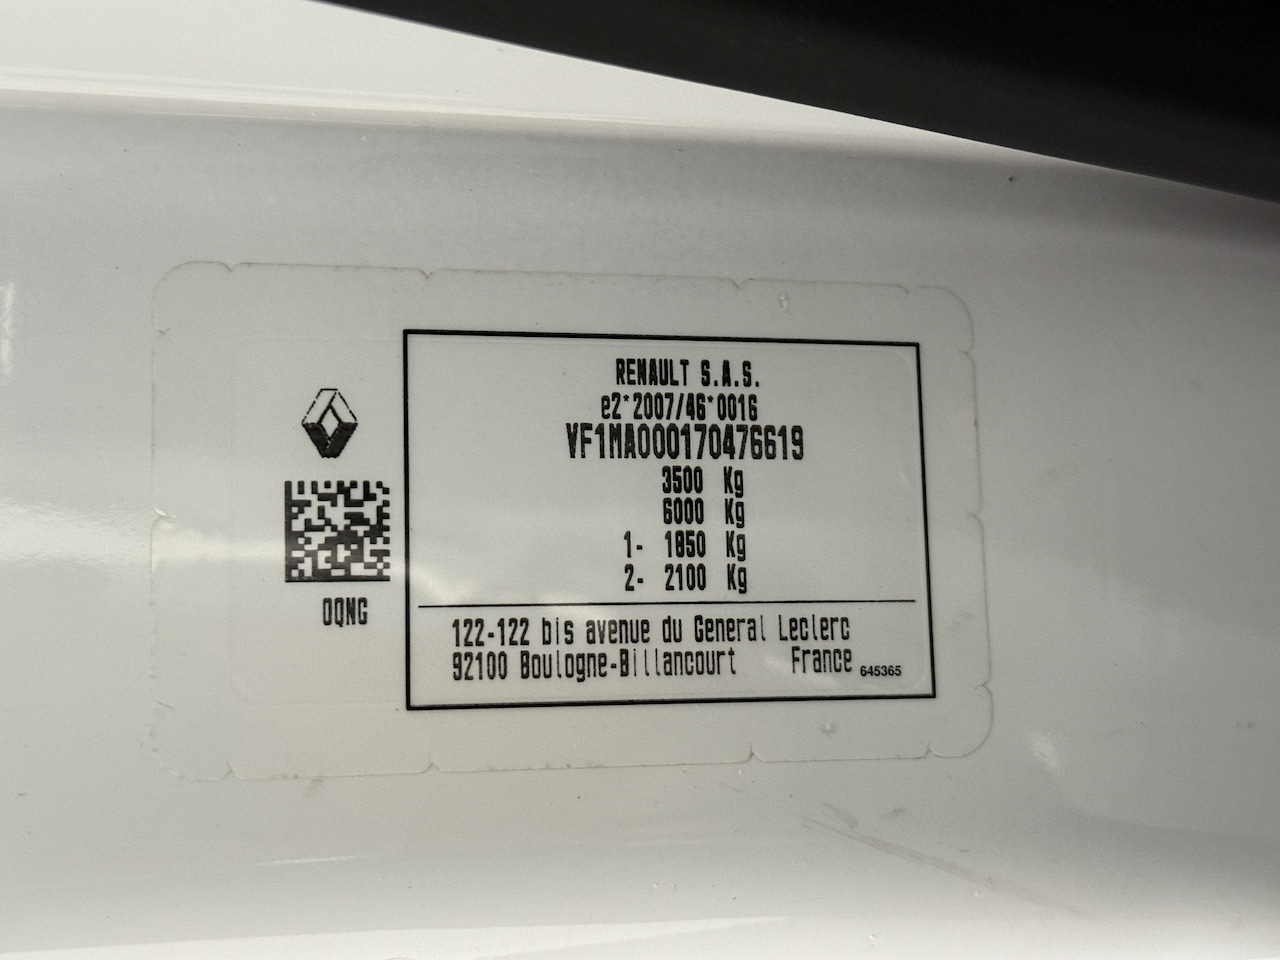 RENAULT S.A.S.
e2*2007/46*0016
VF1MA000170476619
3500 Kg
6000 Kg
1- 1850 Kg
2- 2100 Kg
OQNG
122-122 bis avenue du General Leclerc
92100 Boulogne-Billancourt France 645365